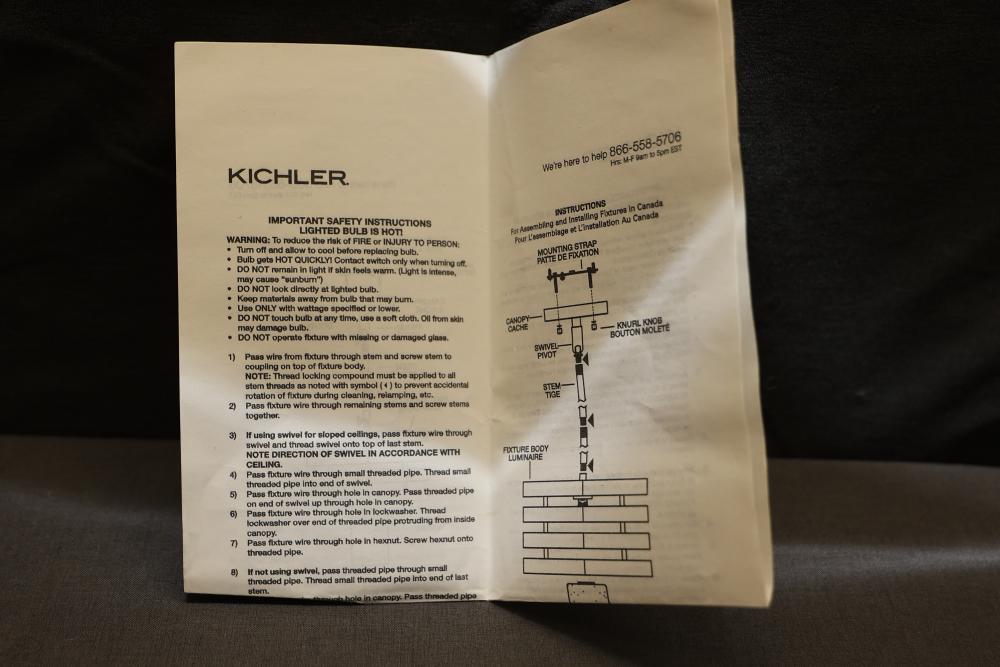 KICHLER.
IMPORTANT SAFETY INSTRUCTIONS
LIGHTED BULB IS HOT!
WARNING: To reduce the risk of FIRE or INJURY TO PERSON:
• Turn off and allow to cool before replacing bulb.
• Bulb gets HOT QUICKLY! Contact switch only when turning off.
• DO NOT remain in light if skin feels warm. (Light is intense,
may cause "sunburn")
• DO NOT look directly at lighted bulb.
• Keep materials away from bulb that may burn.
• Use ONLY with wattage specified or lower.
• DO NOT touch bulb at any time, use a soft cloth. Oil from skin
may damage bulb.
• DO NOT operate fixture with missing or damaged glass.
1) Pass wire from fixture through stem and screw stem to
coupling on top of fixture body.
NOTE: Thread locking compound must be applied to all
stem threads as noted with symbol (◀) to prevent accidental
rotation of fixture during cleaning, relamping, etc.
2) Pass fixture wire through remaining stems and screw stems
together.
3) If using swivel for sloped ceilings, pass fixture wire through
swivel and thread swivel onto top of last stem.
NOTE DIRECTION OF SWIVEL IN ACCORDANCE WITH
CEILING.
4) Pass fixture wire through small threaded pipe. Thread small
threaded pipe into end of swivel.
5) Pass fixture wire through hole in canopy. Pass threaded pipe
on end of swivel up through hole in canopy.
6) Pass fixture wire through hole in lockwasher. Thread
lockwasher over end of threaded pipe protruding from inside
canopy.
7) Pass fixture wire through hole in hexnut. Screw hexnut onto
threaded pipe.
8) If not using swivel, pass threaded pipe through small
threaded pipe. Thread small threaded pipe into end of last
stem.
through hole in canopy. Pass threaded pipe
We're here to help 866-558-5706
Hrs: M-F 9am to 5pm EST
INSTRUCTIONS
For Assembling and Installing Fixtures in Canada
Pour L'assemblage et L'installation Au Canada
MOUNTING STRAP
PATTE DE FIXATION
CANOPY
CACHE
KNURL KNOB
BOUTON MOLETÉ
SWIVEL
PIVOT
STEM
TIGE
FIXTURE BODY
LUMINAIRE